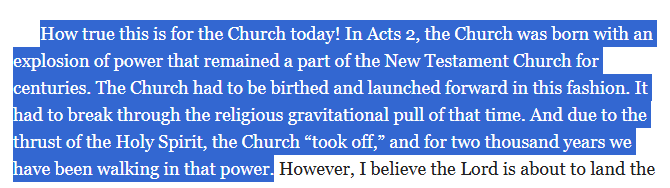 How true this is for the Church today! In Acts 2, the Church was born with an
explosion of power that remained a part of the New Testament Church for
centuries. The Church had to be birthed and launched forward in this fashion. It
had to break through the religious gravitational pull of that time. And due to the
thrust of the Holy Spirit, the Church “took off,” and for two thousand years we
have been walking in that power. However, I believe the Lord is about to land the